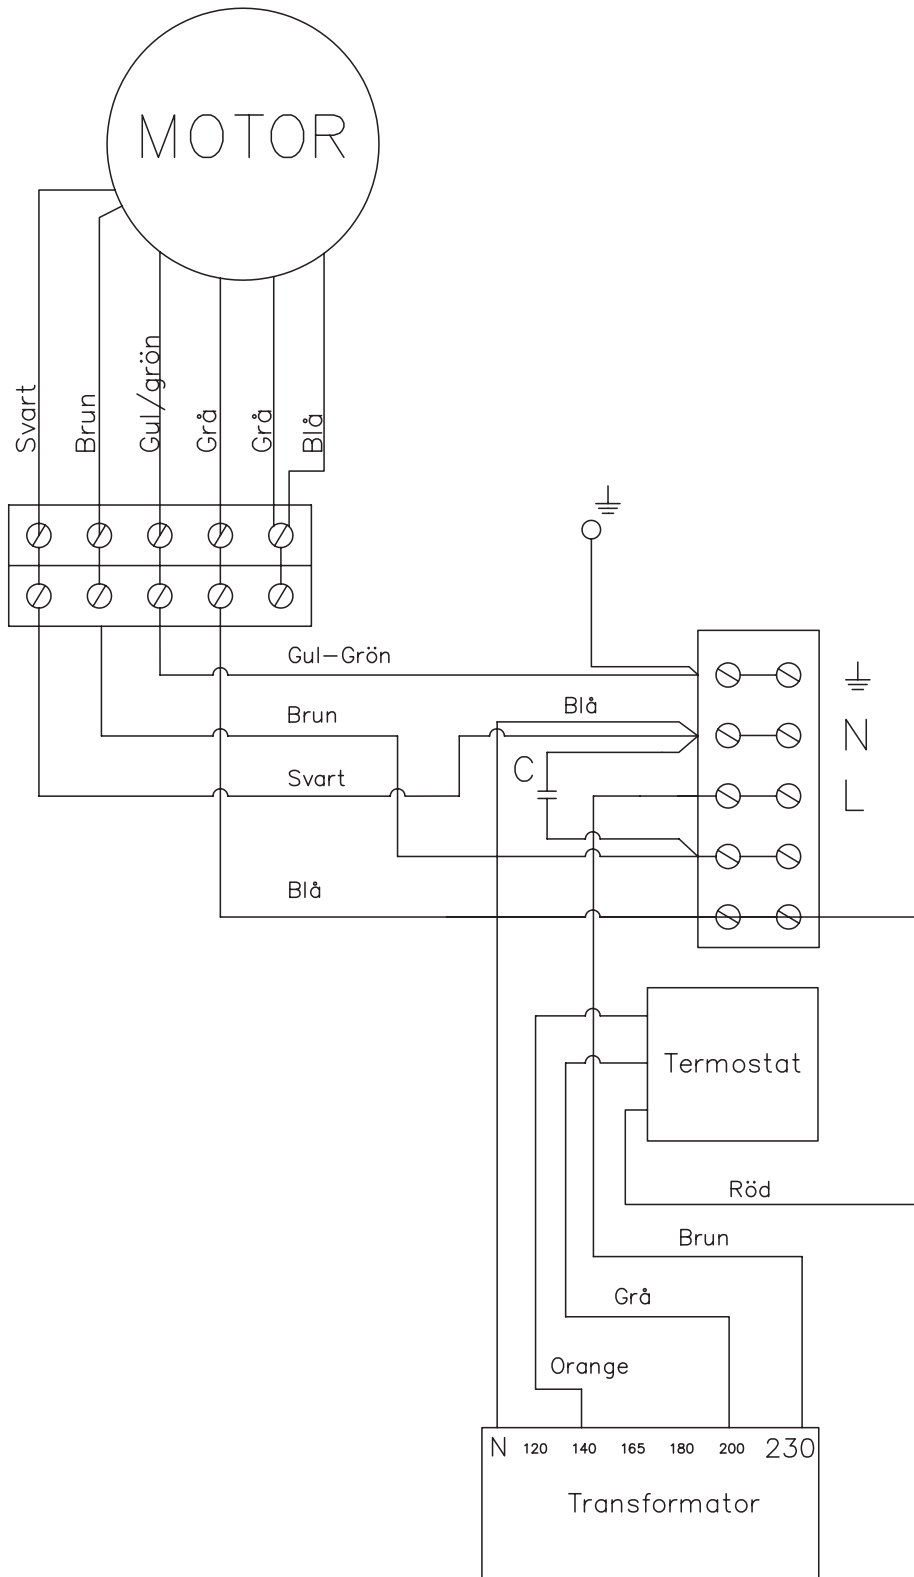 MOTOR
Svart
Brun
Gul/grön
Grå
Grå
Blå
Gul-Grön
Blå
Brun
N
C
Svart
L
Blå
Termostat
Röd
Brun
Grå
Orange
N 120 140 165 180 200 230
Transformator